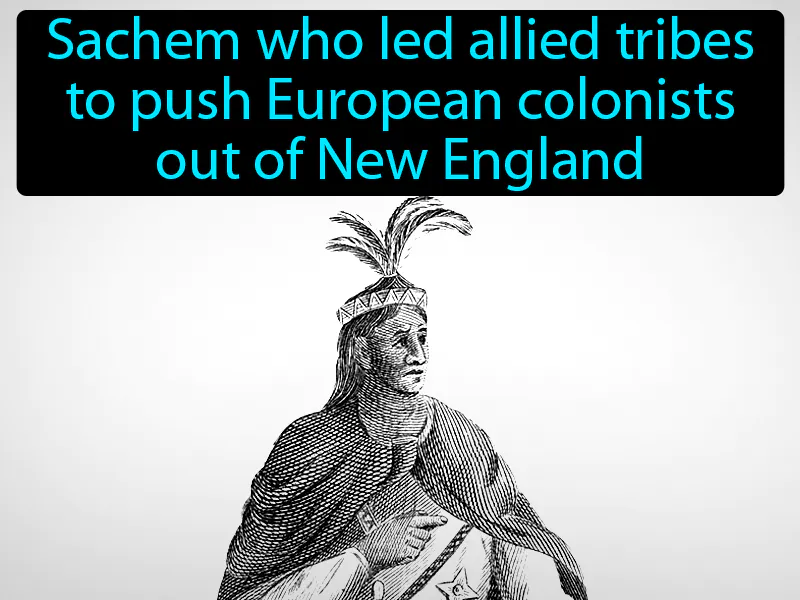 Sachem who led allied tribes
to push European colonists
out of New England